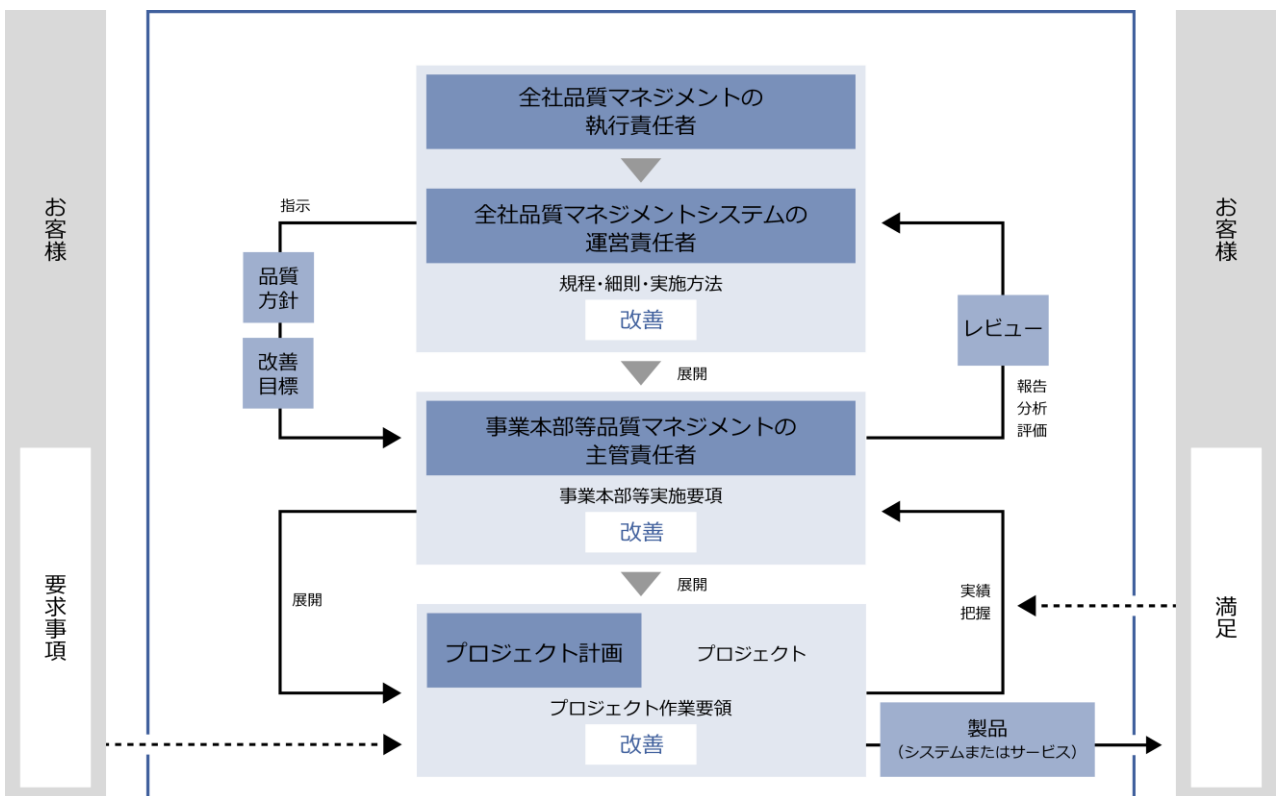 お客様
要求事項
全社品質マネジメントの
執行責任者
全社品質マネジメントシステムの
運営責任者
規程・細則・実施方法
改善
指示
品質
方針
改善
目標
レビュー
報告
分析
評価
展開
事業本部等品質マネジメントの
主管責任者
事業本部等実施要項
改善
展開
展開
実績
把握
プロジェクト計画
プロジェクト
プロジェクト作業要領
改善
製品
（システムまたはサービス）
お客様
満足